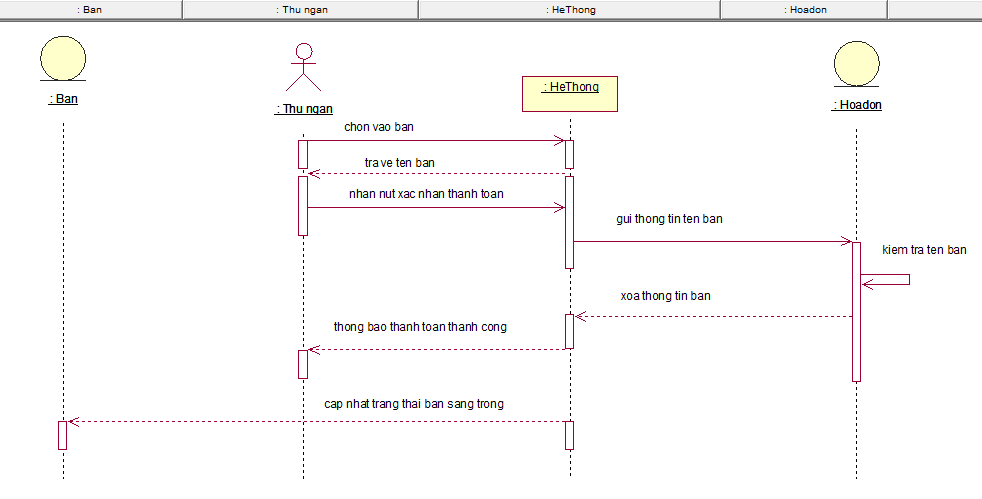 : Ban
: Thu ngan
: HeThong
: Hoadon
: Ban
: Thu ngan
: HeThong
: Hoadon
chon vao ban
tra ve ten ban
nhan nut xac nhan thanh toan
gui thong tin ten ban
kiem tra ten ban
xoa thong tin ban
thong bao thanh toan thanh cong
cap nhat trang thai ban sang trong